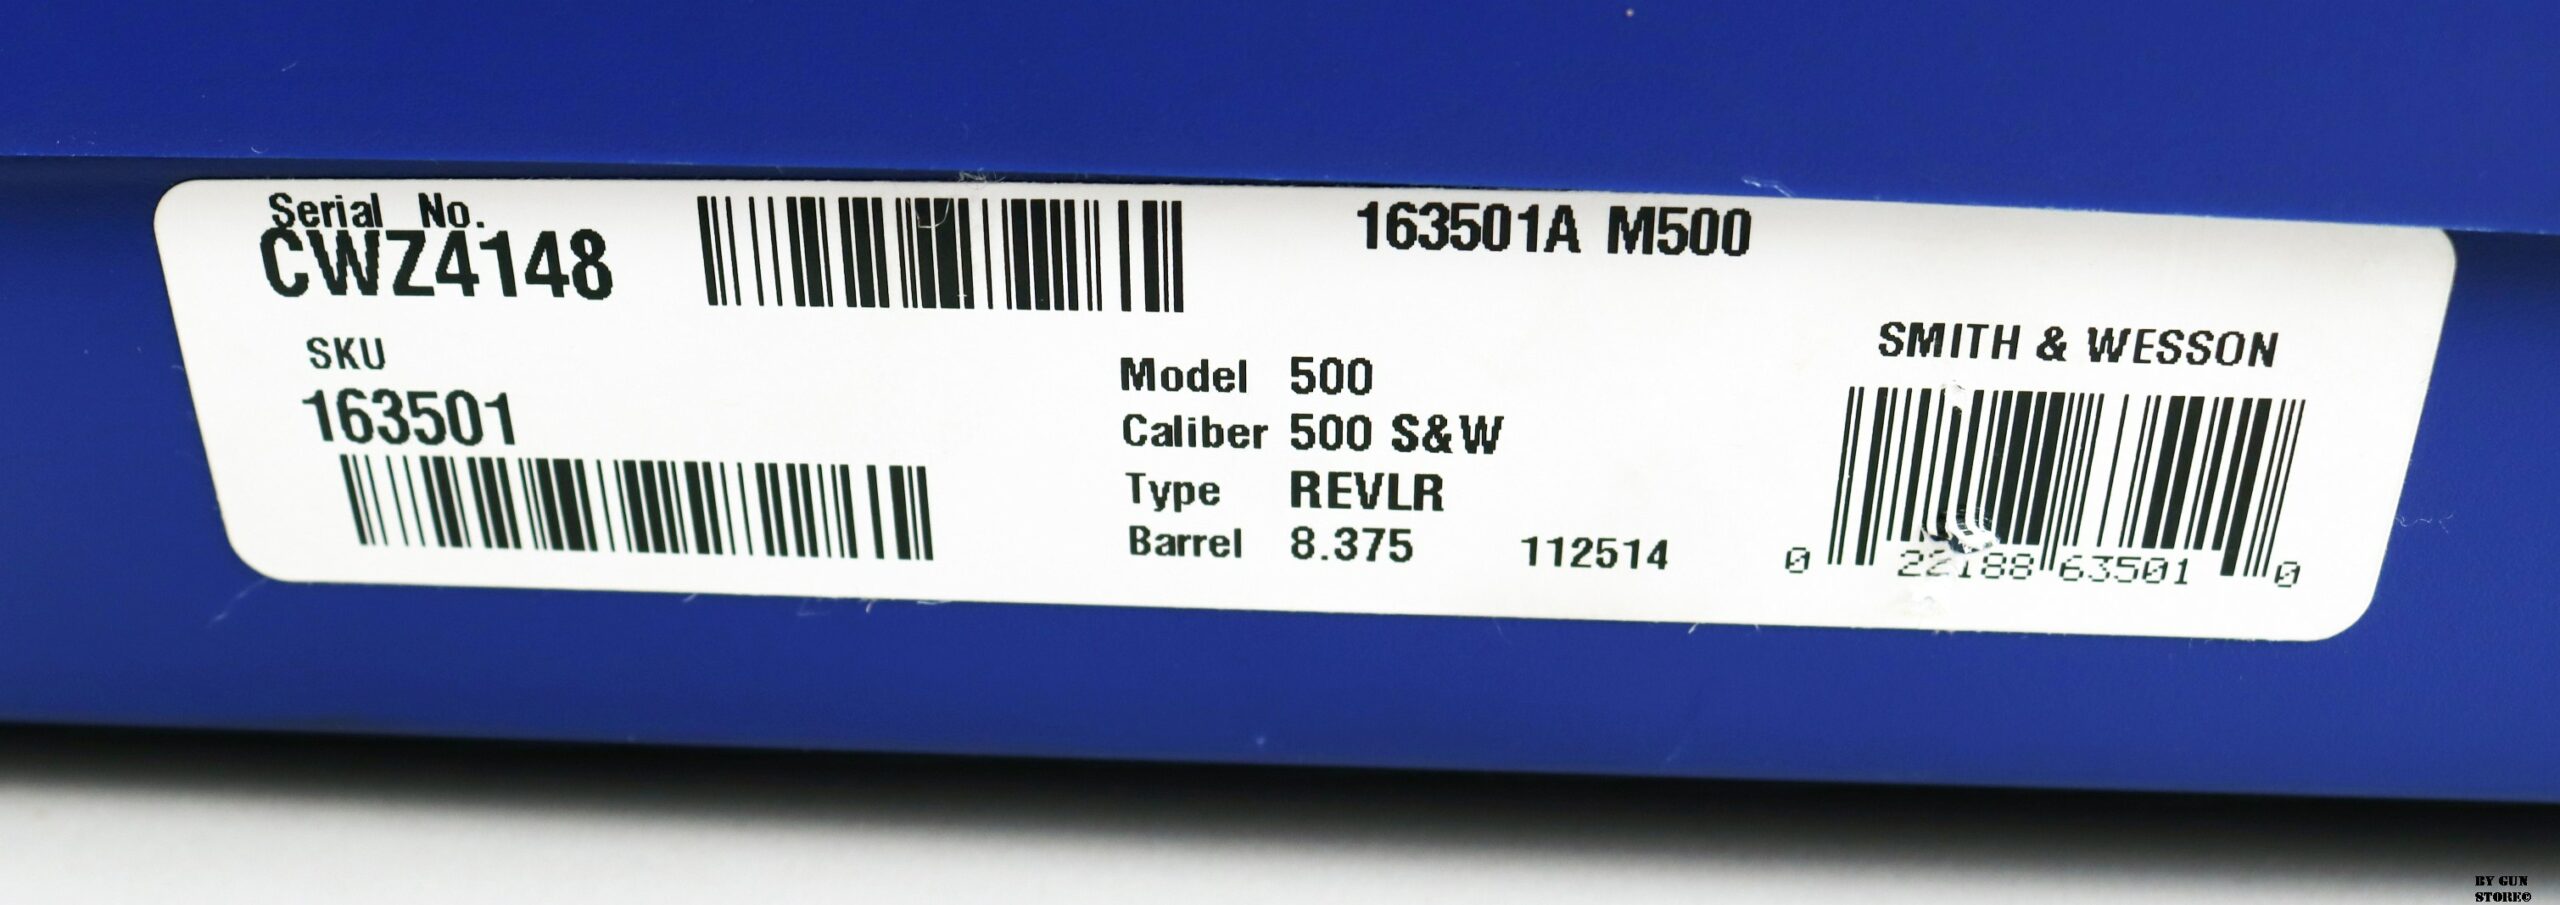 Serial No.
CWZ4148
163501A M500
SKU
163501
SMITH & WESSON
Model 500
Caliber 500 S&W
Type REVLR
Barrel 8.375
112514
0 22188 63501 0
BY GUN
STORE©